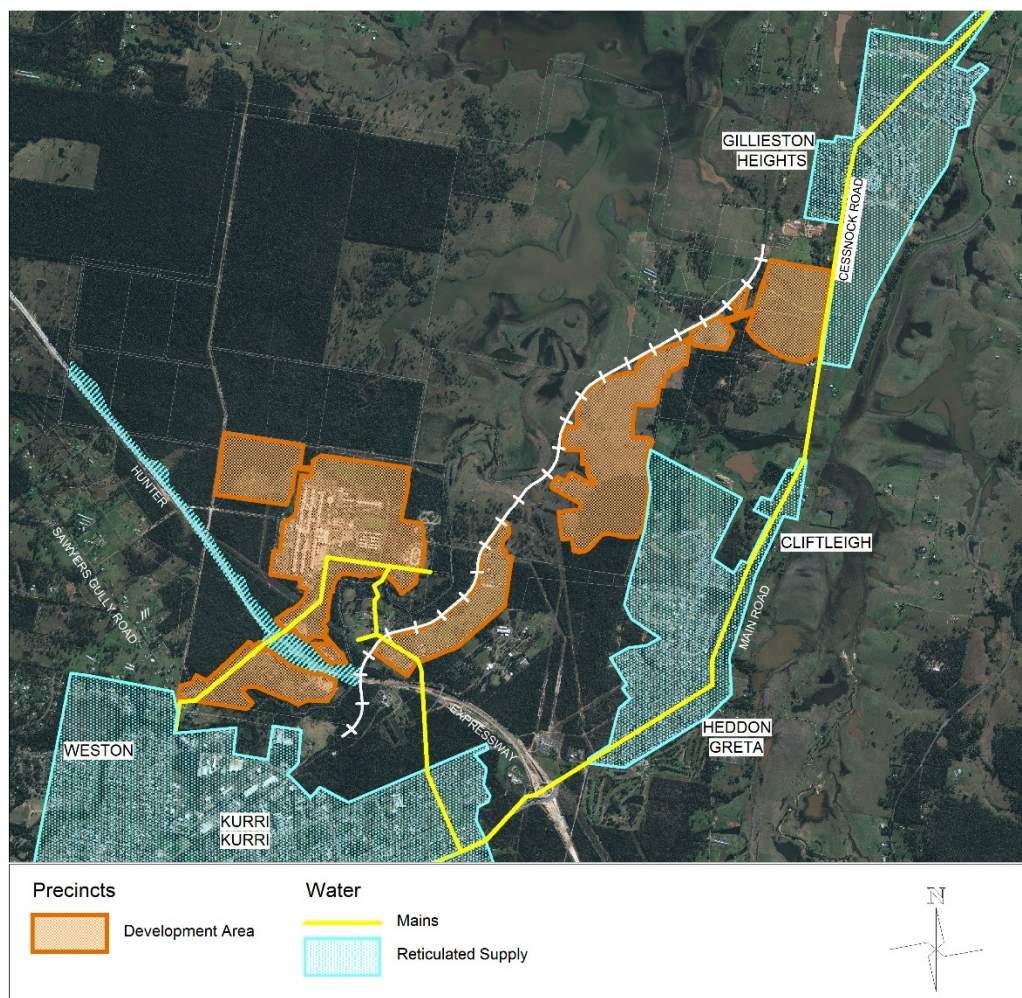 GILLIESTON
HEIGHTS
CESSNOCK ROAD
HUNTER
SAWYERS GULLY ROAD
CLIFTLEIGH
MAIN ROAD
EXPRESSWAY
HEDDON
GRETA
WESTON
KURRI
KURRI
Precincts
Development Area
Water
Mains
Reticulated Supply
N